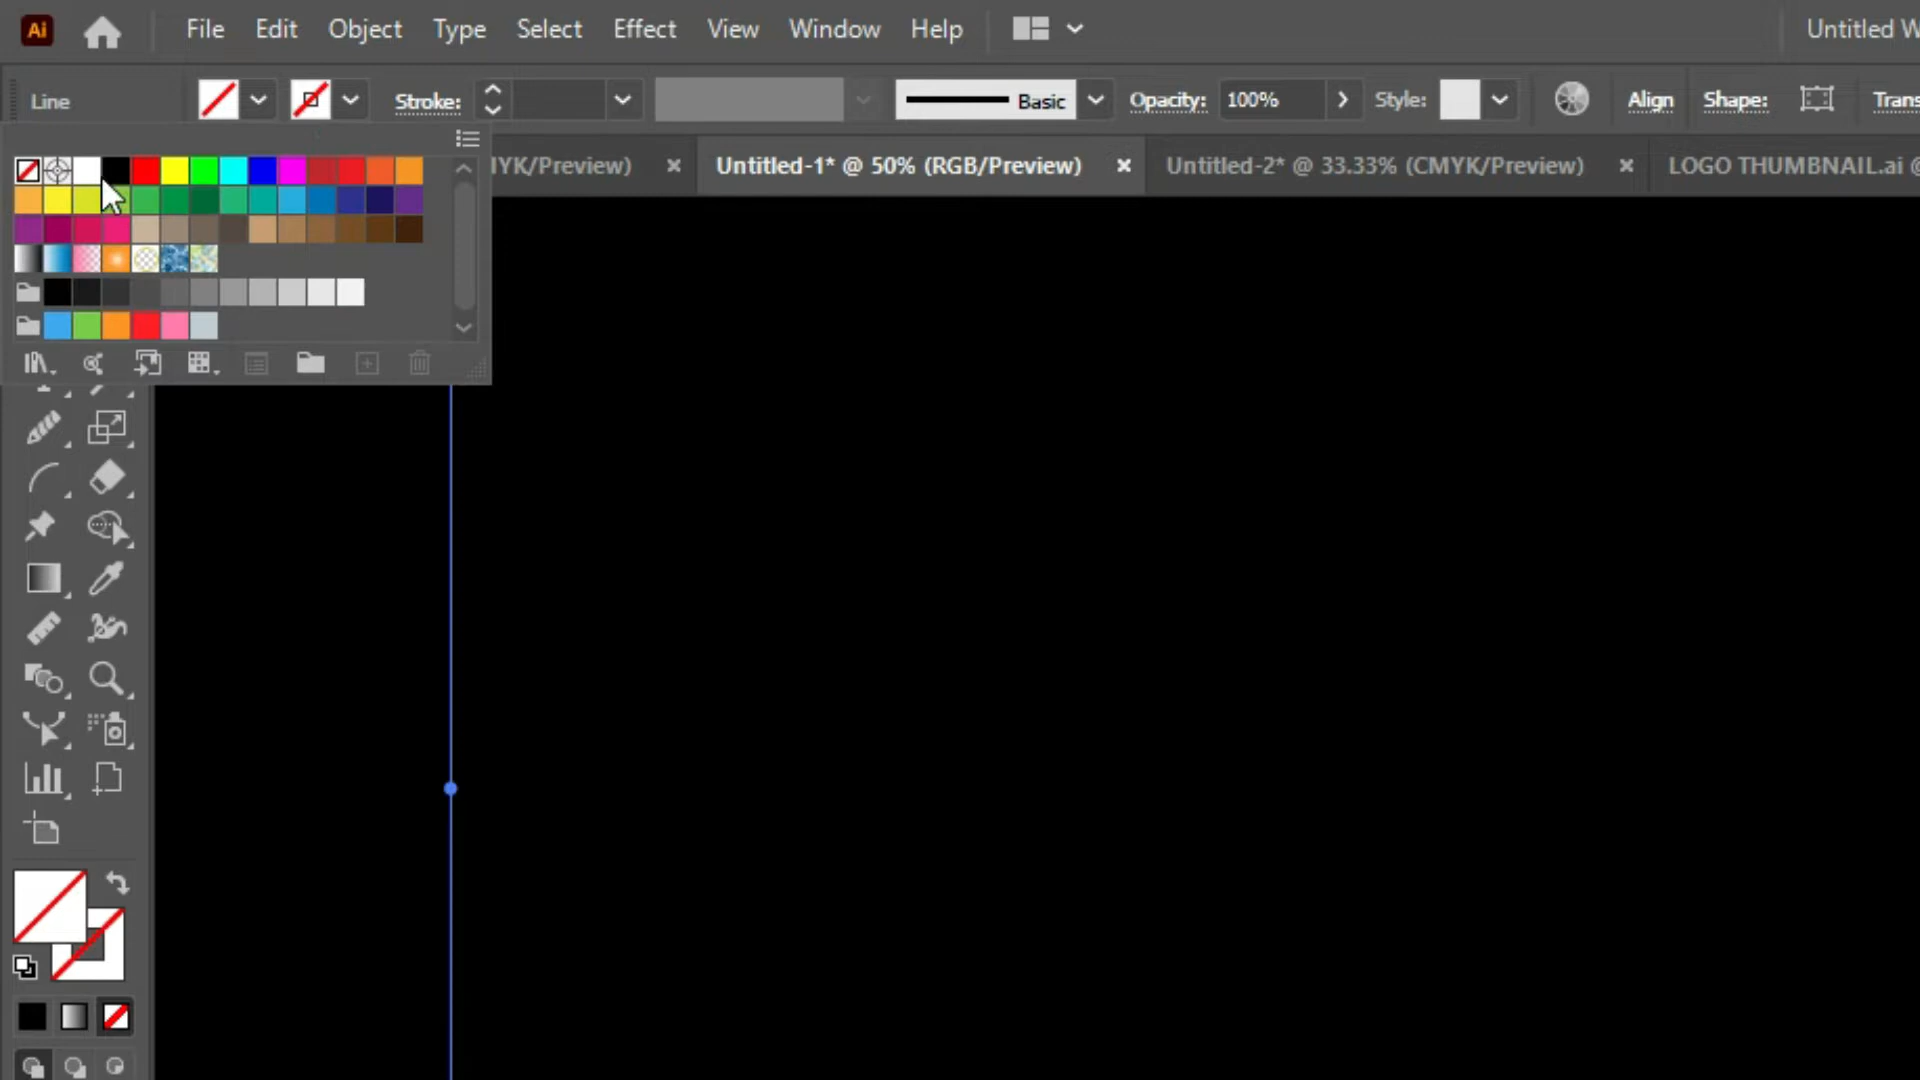 Ai File Edit Object Type Select Effect View Window Help Untitled W
Line Stroke: Basic Opacity: 100% Style: Align Shape: Trans
MYK/Preview) × Untitled-1* @ 50% (RGB/Preview) × Untitled-2* @ 33.33% (CMYK/Preview) × LOGO THUMBNAIL.ai @